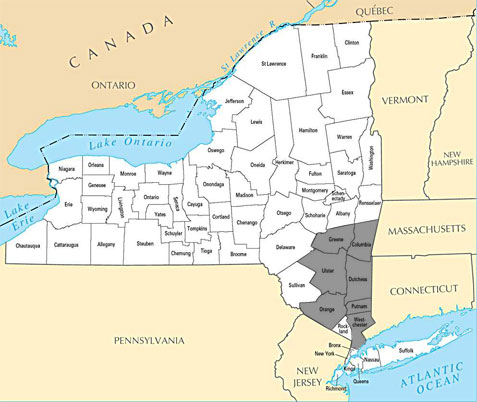 QUÉBEC
CANADA
St Lawrence R
ONTARIO
Clinton
Franklin
St Lawrence
Essex
VERMONT
Jefferson
Lewis
Hamilton
Warren
Washington
NEW
HAMPSHIRE
Lake Ontario
Oswego
Oneida
Herkimer
Fulton
Saratoga
Niagara
Orleans
Monroe
Wayne
Genesee
Onondaga
Madison
Montgomery
Schen-
ectady
Rensselaer
Lake
Erie
Erie
Wyoming
Livingston
Ontario
Seneca
Cayuga
Yates
Cortland
Chenango
Otsego
Schoharie
Albany
Schuyler
Tompkins
MASSACHUSETTS
Chautauqua
Cattaraugus
Allegany
Steuben
Chemung
Tioga
Broome
Delaware
Greene
Columbia
Ulster
Dutchess
Sullivan
CONNECTICUT
Orange
Putnam
West-
chester
Rock
land
PENNSYLVANIA
Bronx
New York
Nassau
Suffolk
Kings
Queens
Richmond
NEW
JERSEY
ATLANTIC
OCEAN